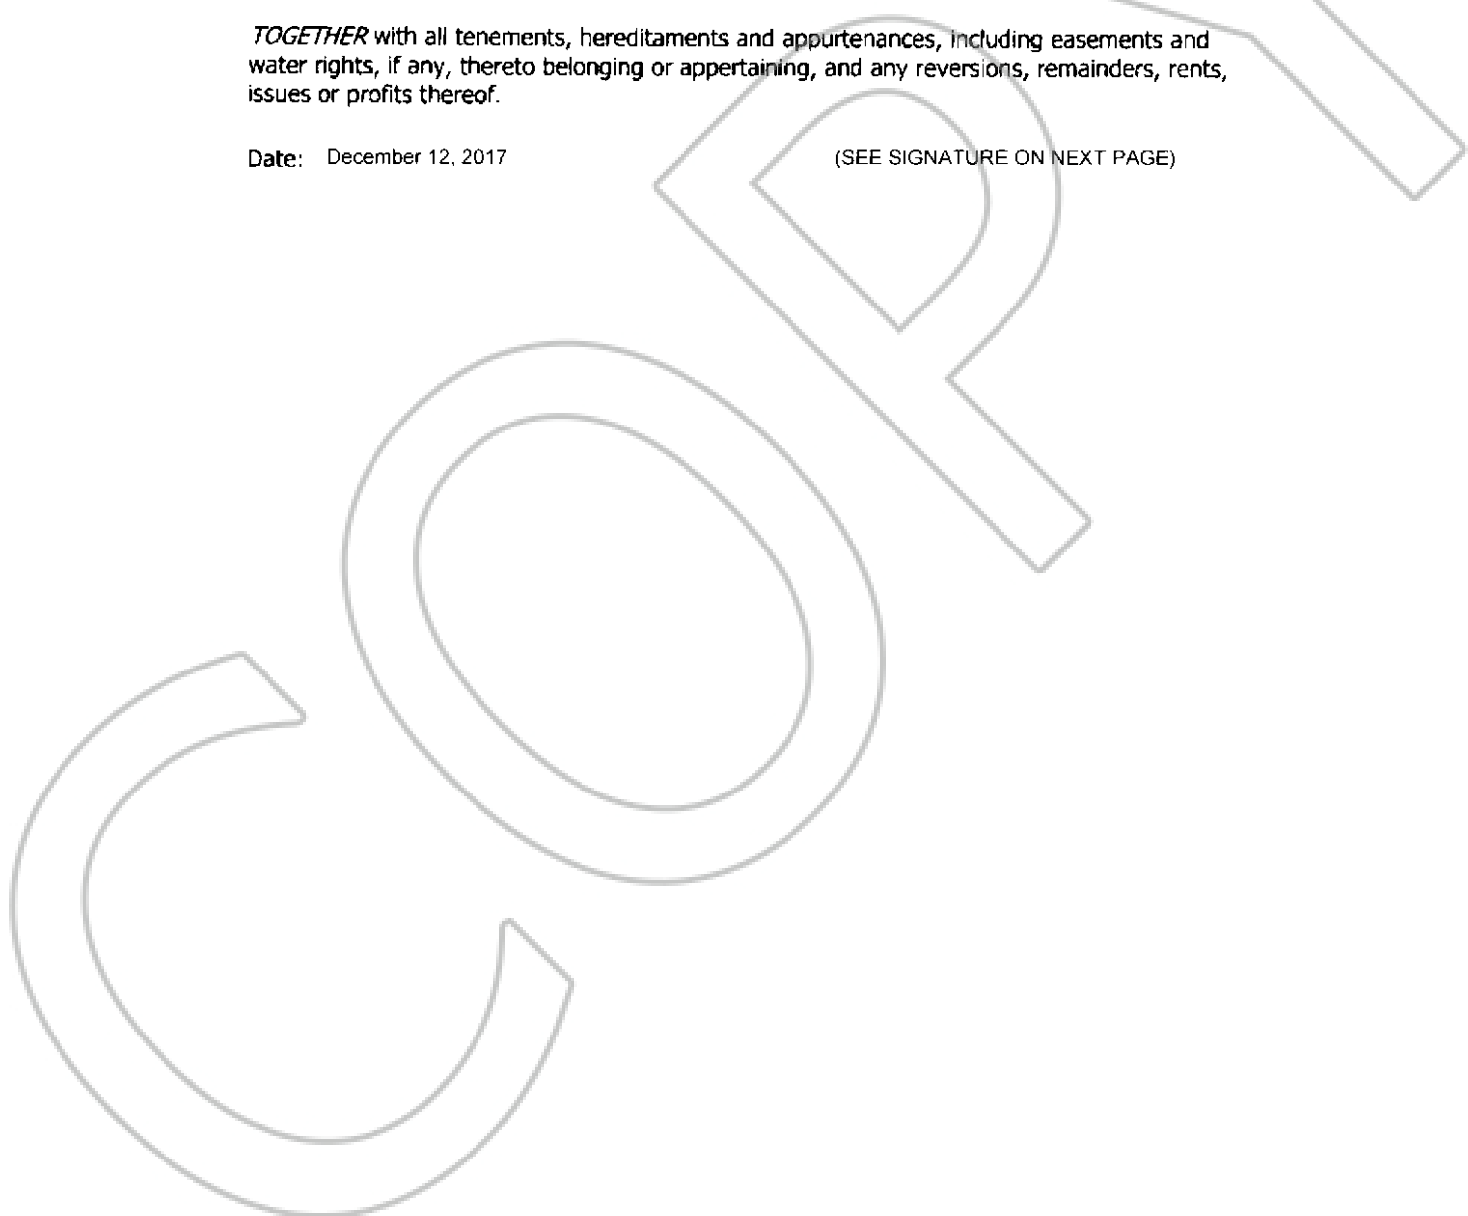 TOGETHER with all tenements, hereditaments and appurtenances, including easements and
water rights, if any, thereto belonging or appertaining, and any reversions, remainders, rents,
issues or profits thereof.
Date: December 12, 2017 (SEE SIGNATURE ON NEXT PAGE)
COPY